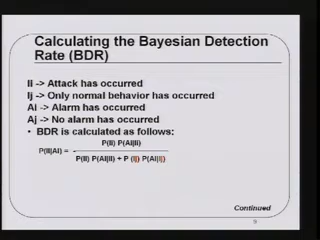 Calculating the Bayesian Detection
Rate (BDR)
Ii -> Attack has occurred
Ij -> Only normal behavior has occurred
Ai -> Alarm has occurred
Aj -> No alarm has occurred
• BDR is calculated as follows:
P(Ii) P(Ai|Ii)
P(Ii|Ai) =
P(Ii) P(Ai|Ii) + P (Ij) P(Ai|Ij)
Continued